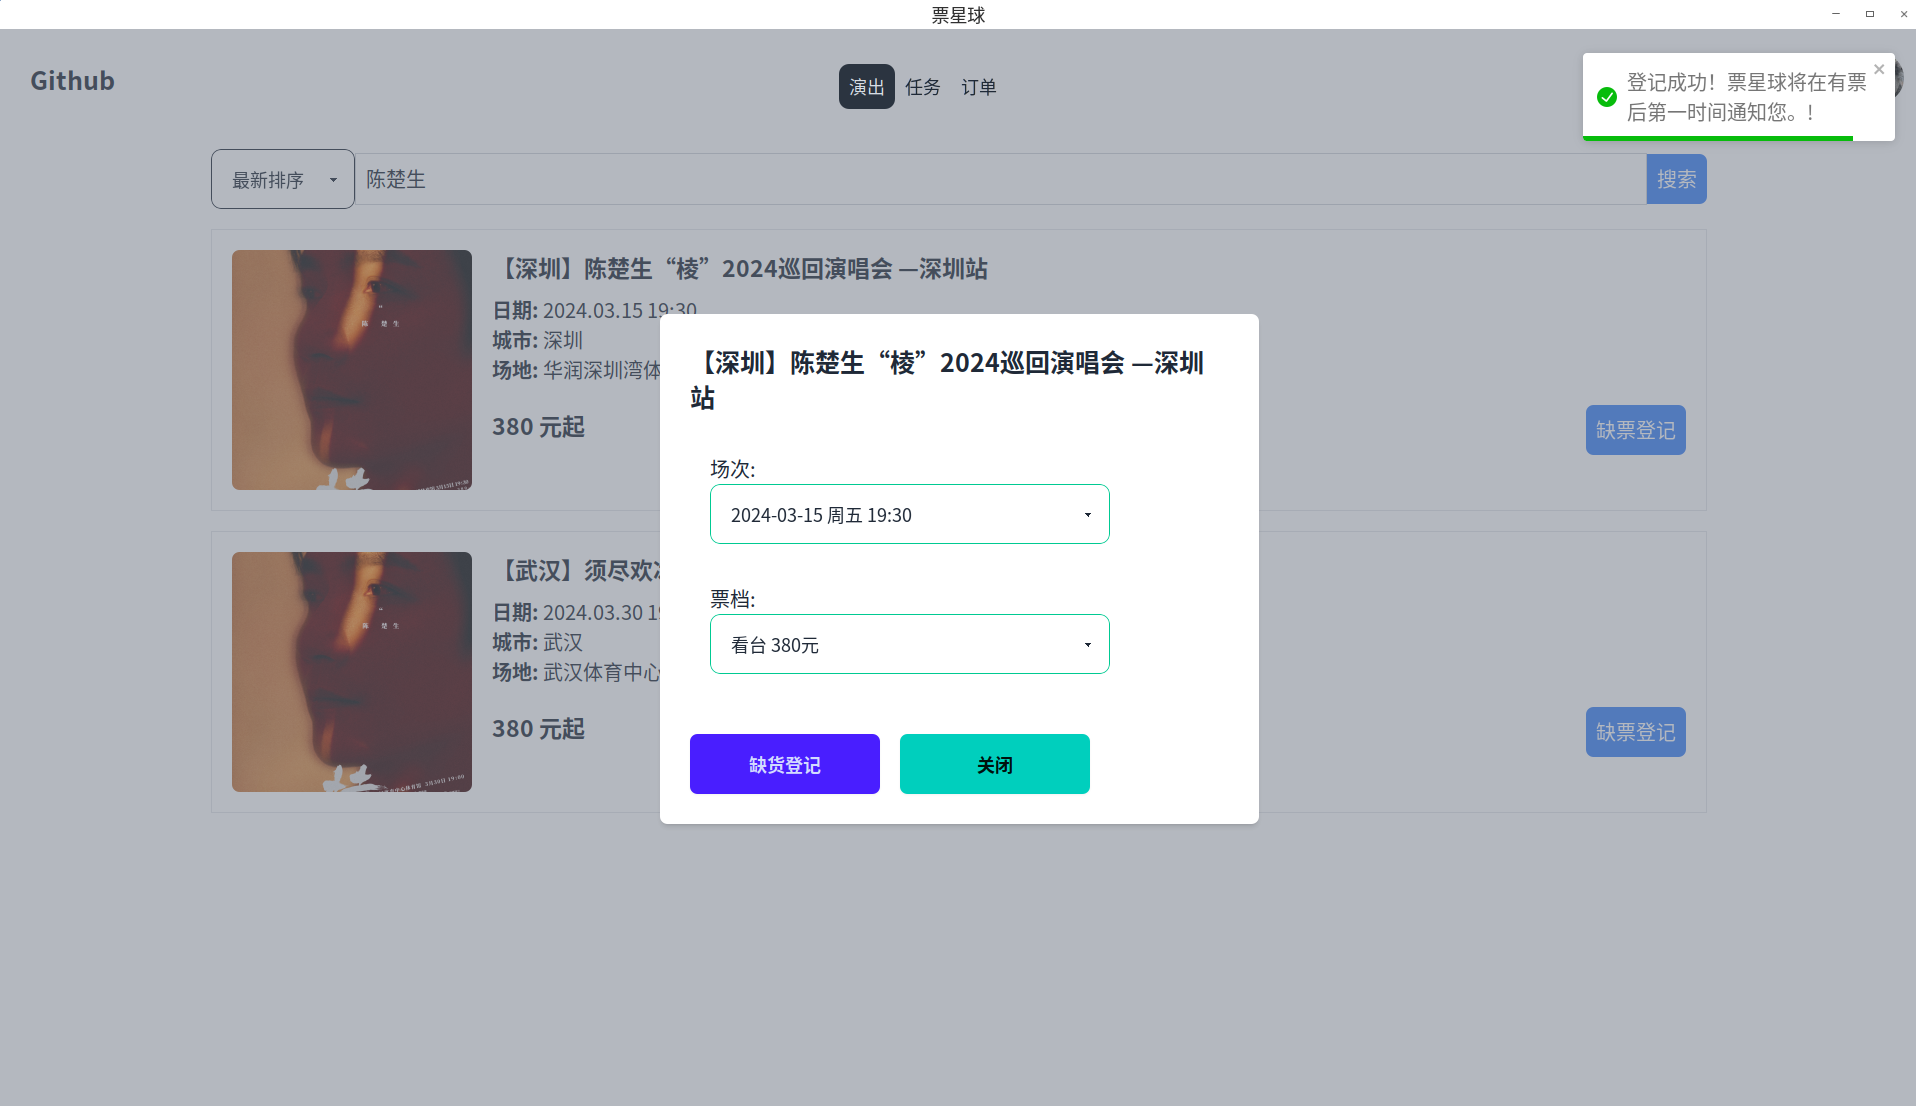 票星球
Github
演出
任务
订单
登记成功！票星球将在有票
后第一时间通知您。!
最新排序
陈楚生
搜索
【深圳】陈楚生“棱”2024巡回演唱会 —深圳站
日期: 2024.03.15 19:30
城市: 深圳
场地: 华润深圳湾体
380 元起
缺票登记
陈 楚 生
【深圳】陈楚生“棱”2024巡回演唱会 —深圳
站
场次:
2024-03-15 周五 19:30
票档:
看台 380元
缺货登记
关闭
【武汉】须尽欢
日期: 2024.03.30 1
城市: 武汉
场地: 武汉体育中心
380 元起
缺票登记
陈 楚 生